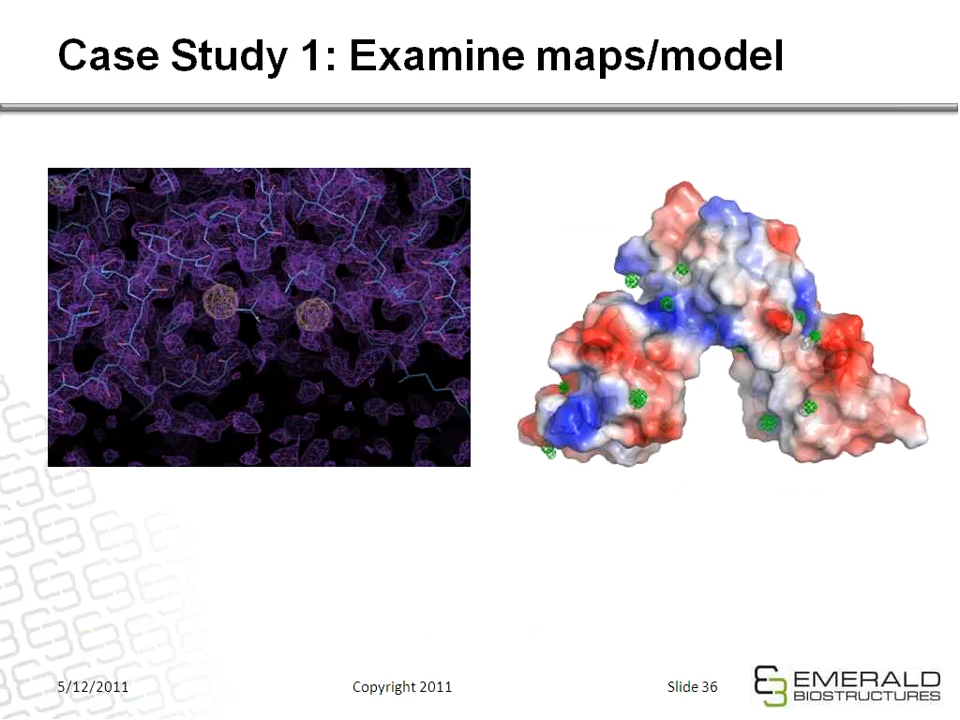 Case Study 1: Examine maps/model
5/12/2011
Copyright 2011
Slide 36
EMERALD
BIOSTRUCTURES